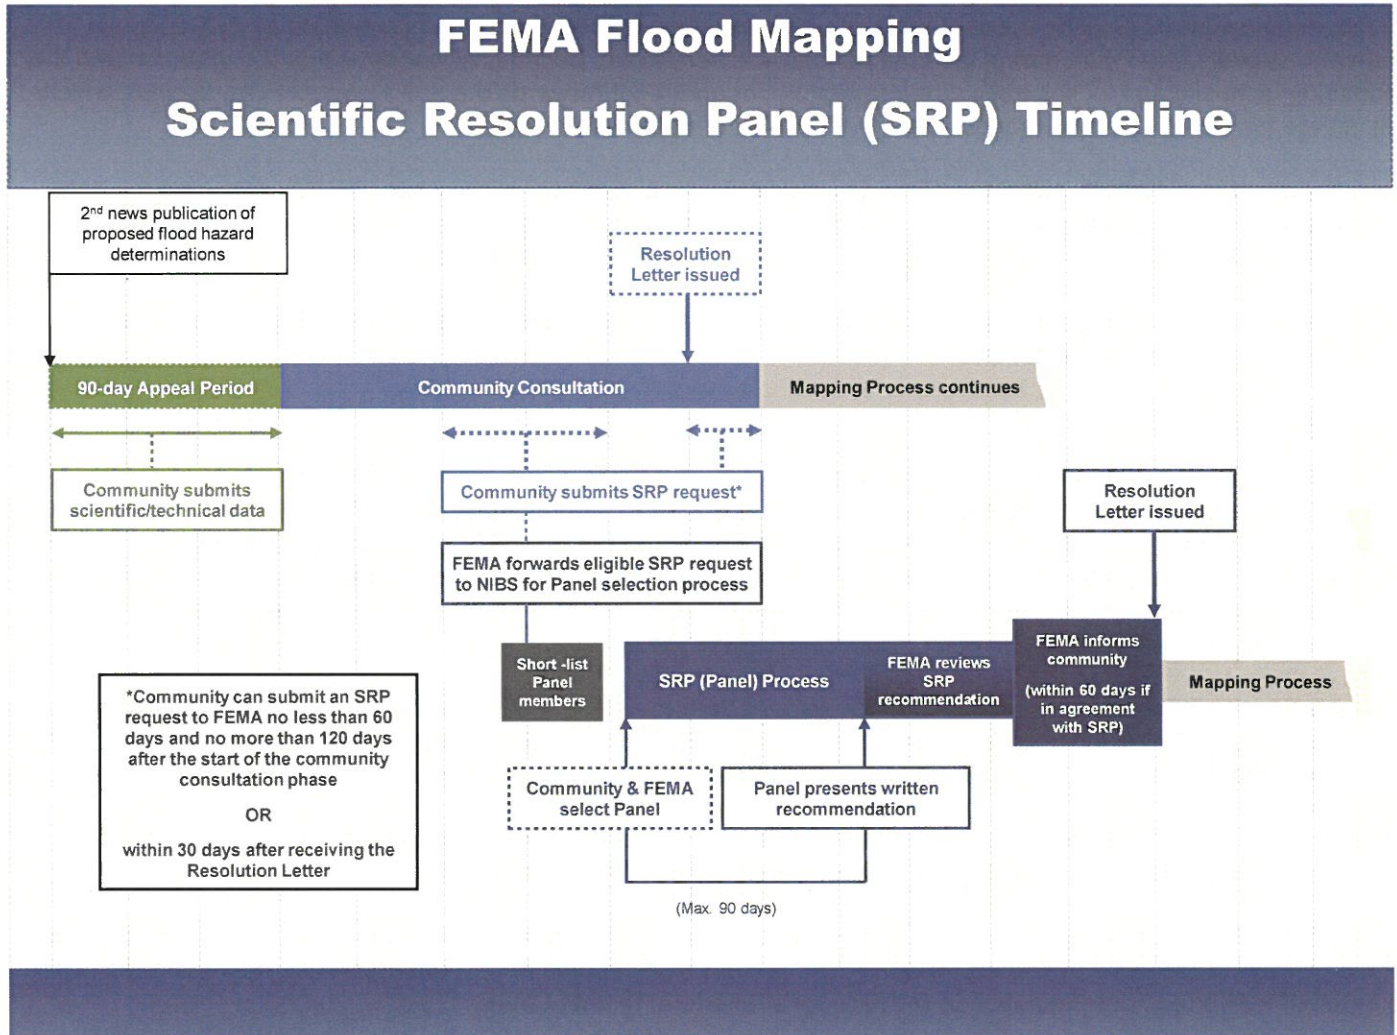 FEMA Flood Mapping
Scientific Resolution Panel (SRP) Timeline
2nd news publication of
proposed flood hazard
determinations
Resolution
Letter issued
90-day Appeal Period
Community Consultation
Mapping Process continues
Community submits
scientific/technical data
Community submits SRP request*
Resolution
Letter issued
FEMA forwards eligible SRP request
to NIBS for Panel selection process
Short -list
Panel
members
SRP (Panel) Process
FEMA reviews
SRP
recommendation
FEMA informs
community
(within 60 days if
in agreement
with SRP)
Mapping Process
*Community can submit an SRP
request to FEMA no less than 60
days and no more than 120 days
after the start of the community
consultation phase
OR
within 30 days after receiving the
Resolution Letter
Community & FEMA
select Panel
Panel presents written
recommendation
(Max. 90 days)